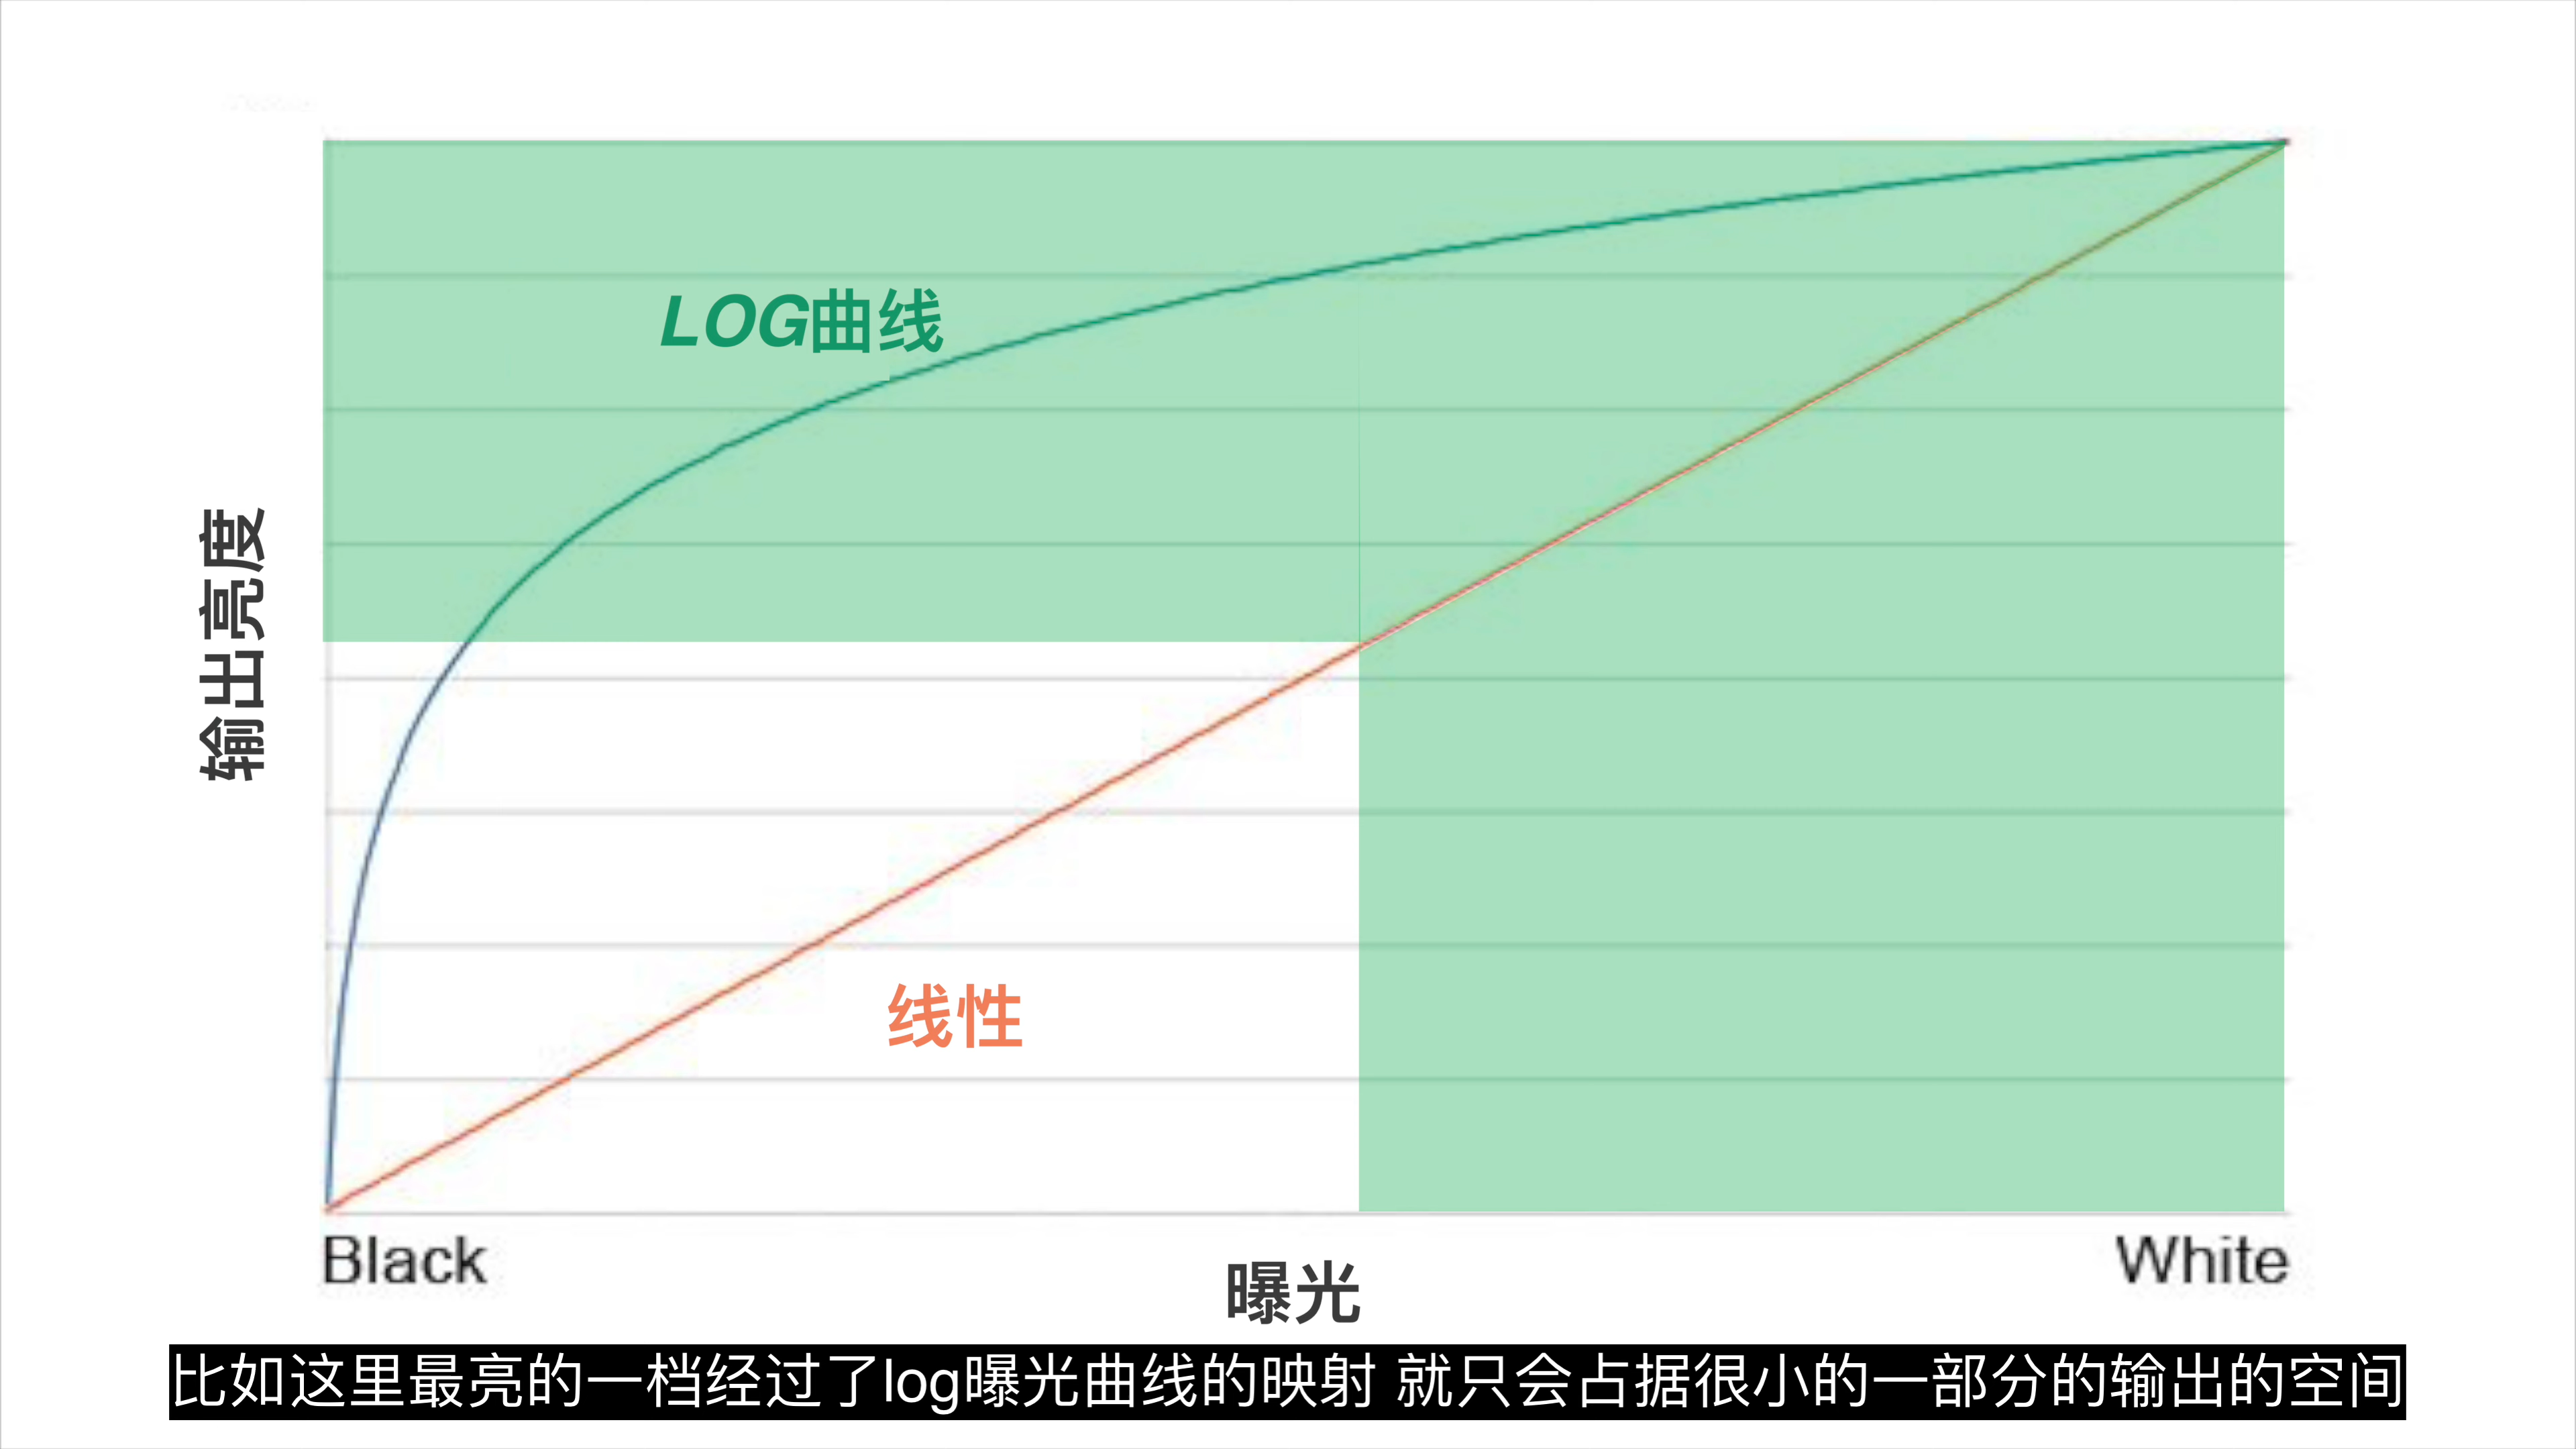 LOG曲线
输出亮度
线性
Black
White
曝光
比如这里最亮的一档经过了log曝光曲线的映射 就只会占据很小的一部分的输出的空间